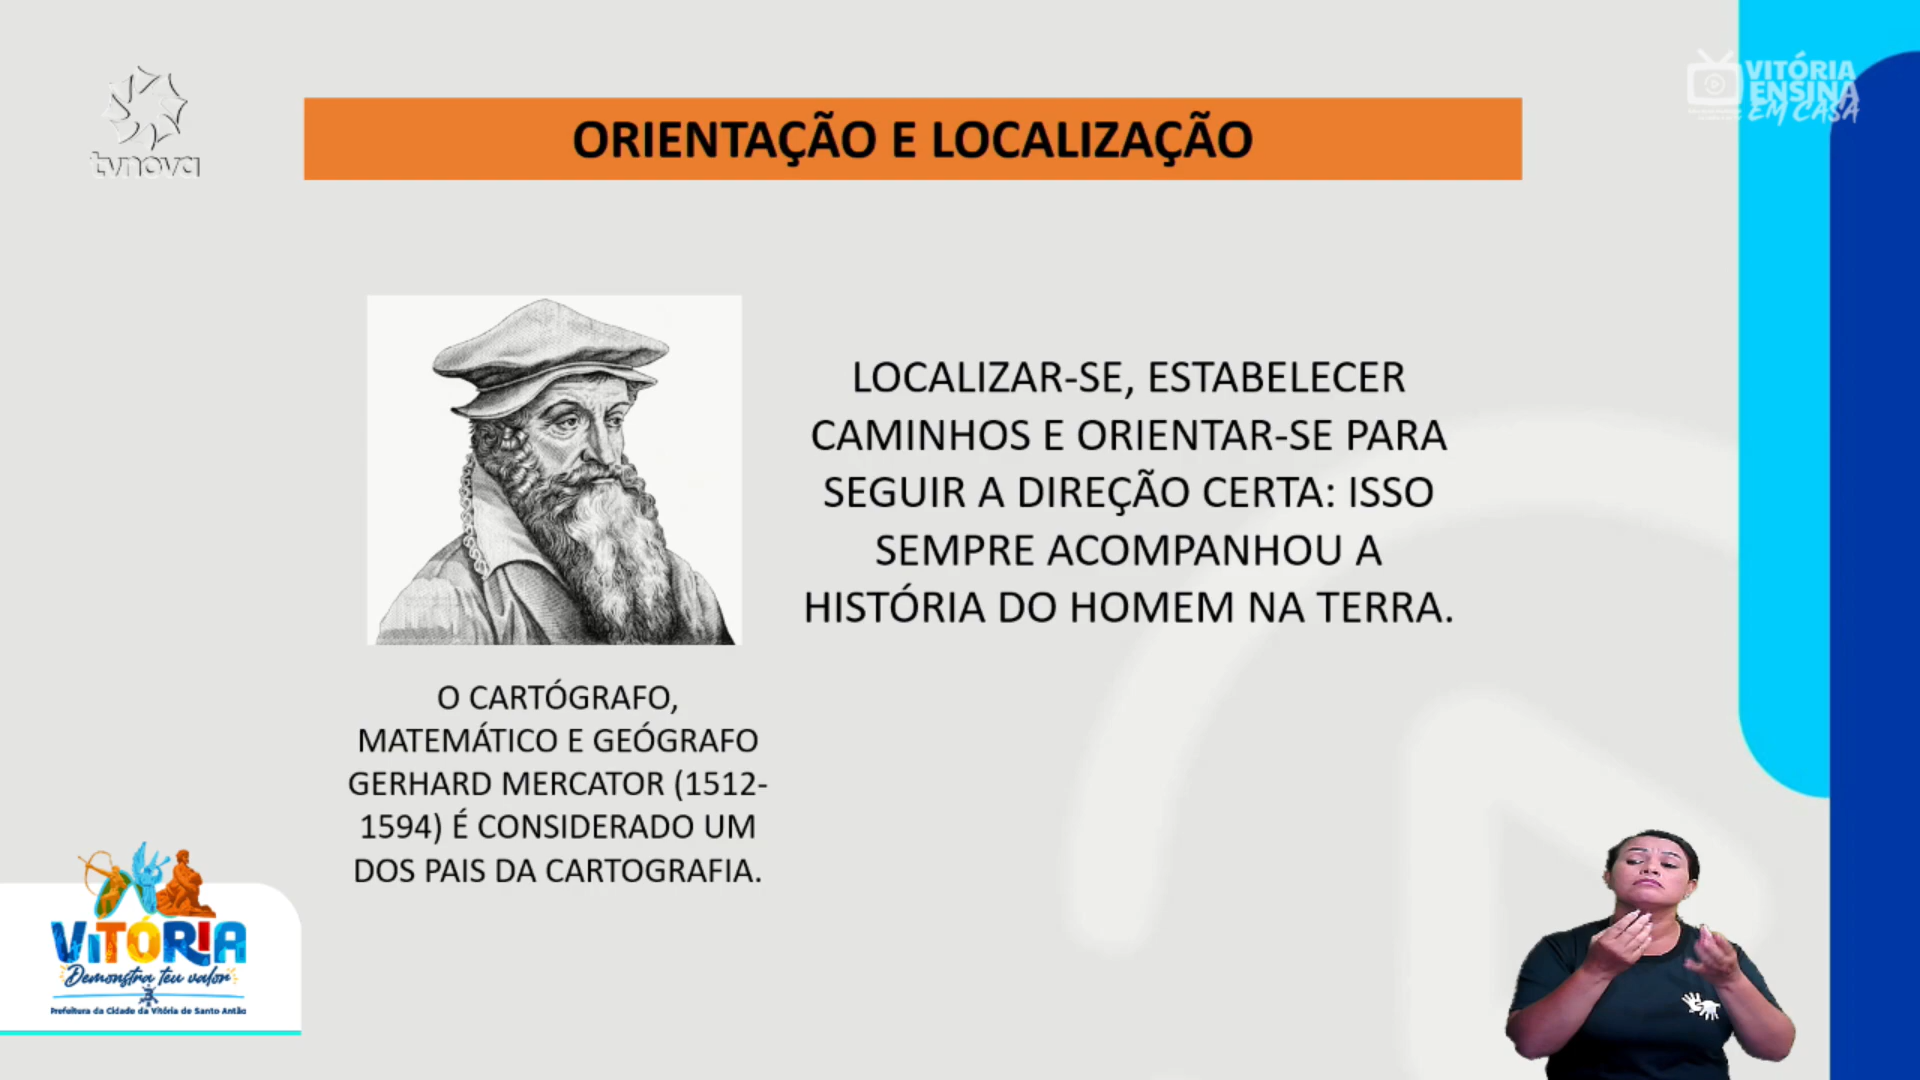 tvnova
VITÓRIA
ENSINA
EM CASA
ORIENTAÇÃO E LOCALIZAÇÃO
LOCALIZAR-SE, ESTABELECER
CAMINHOS E ORIENTAR-SE PARA
SEGUIR A DIREÇÃO CERTA: ISSO
SEMPRE ACOMPANHOU A
HISTÓRIA DO HOMEM NA TERRA.
O CARTÓGRAFO,
MATEMÁTICO E GEÓGRAFO
GERHARD MERCATOR (1512-
1594) É CONSIDERADO UM
DOS PAIS DA CARTOGRAFIA.
VITÓRIA
Demonstra teu valor
Prefeitura da Cidade da Vitória de Santo Antão